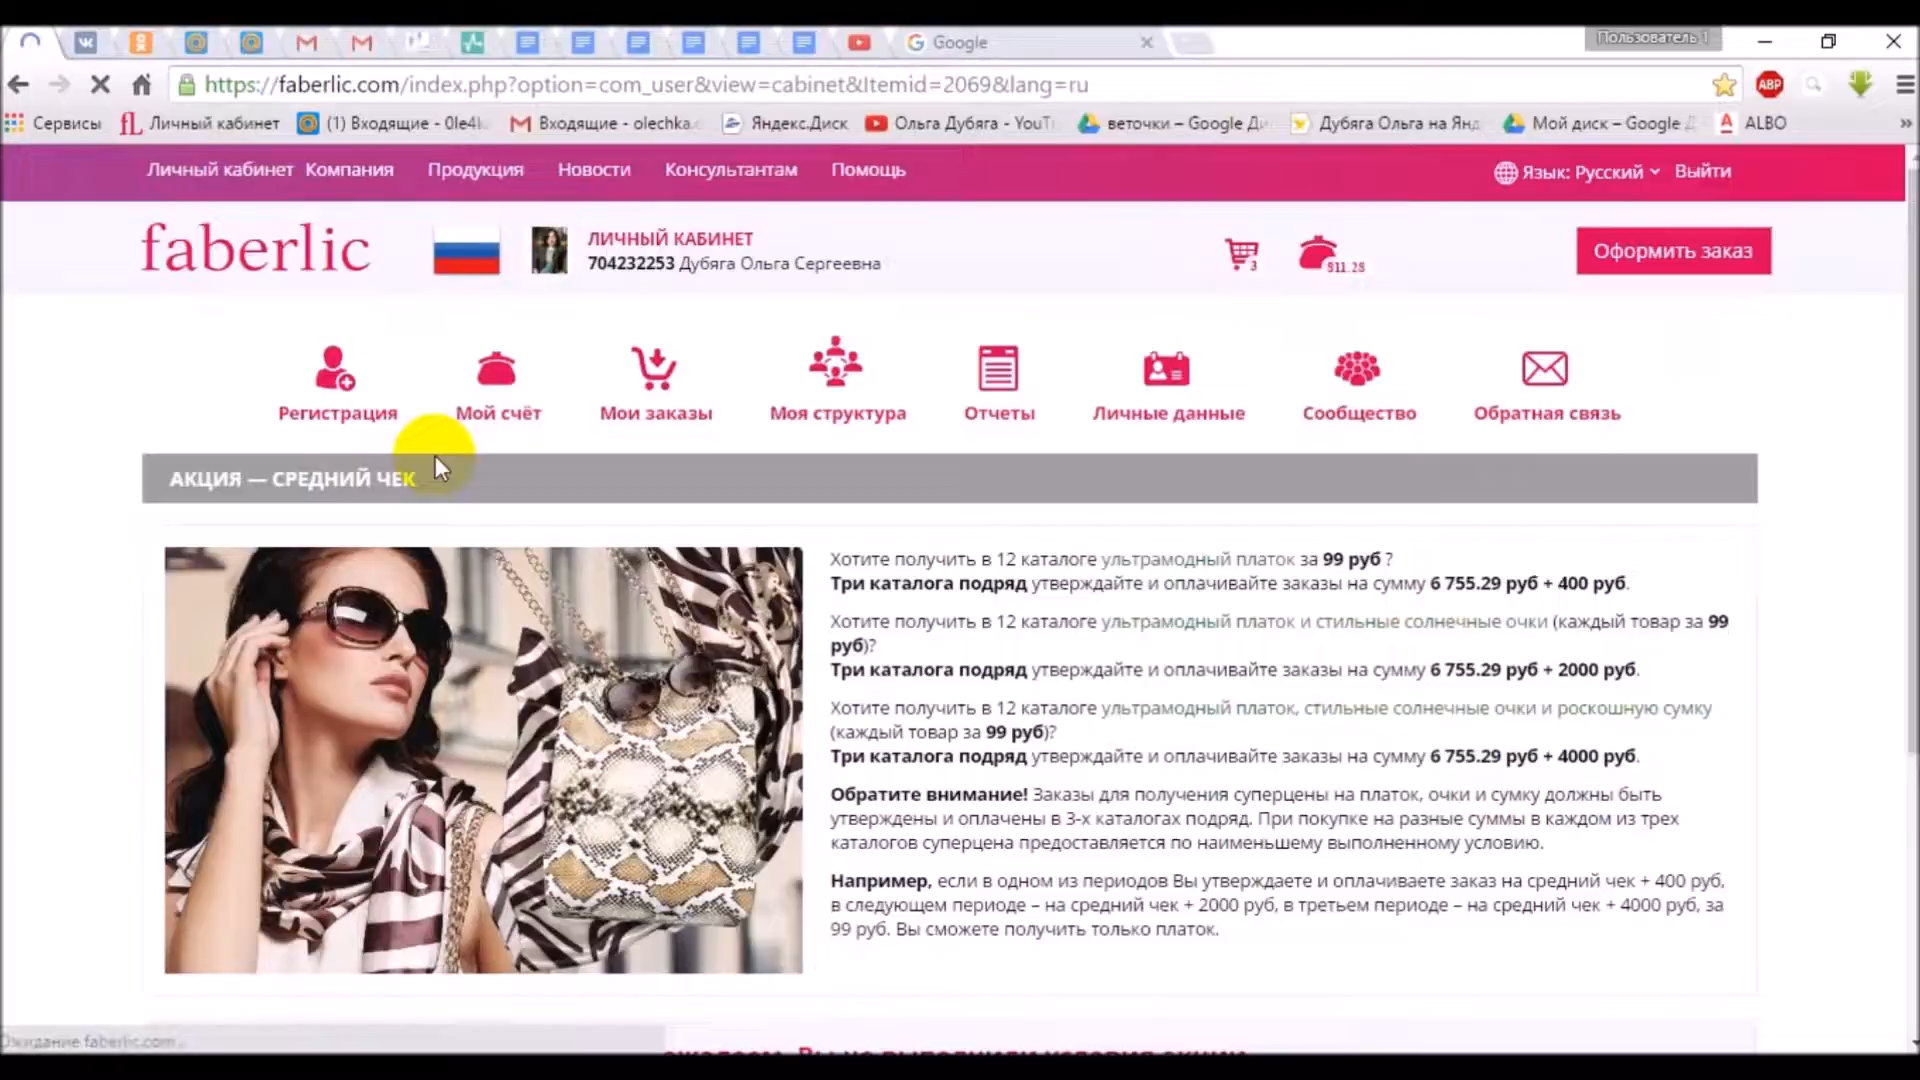 Google
Пользователь 1
https://faberlic.com/index.php?option=com_user&view=cabinet&Itemid=2069&lang=ru
ABP
Сервисы
Личный кабинет
(1) Входящие - 0le4k
Входящие - olechka.
Яндекс.Диск
Ольга Дубяга - YouT
веточки – Google Ди
Дубяга Ольга на Янд
Мой диск – Google Д
ALBO
»
Личный кабинет Компания Продукция Новости Консультантам Помощь
Язык: Русский Выйти
faberlic
ЛИЧНЫЙ КАБИНЕТ
704232253 Дубяга Ольга Сергеевна
3
911.28
Оформить заказ
Регистрация
Мой счёт
Мои заказы
Моя структура
Отчеты
Личные данные
Сообщество
Обратная связь
АКЦИЯ — СРЕДНИЙ ЧЕК
Хотите получить в 12 каталоге ультрамодный платок за 99 руб ?
Три каталога подряд утверждайте и оплачивайте заказы на сумму 6 755.29 руб + 400 руб.
Хотите получить в 12 каталоге ультрамодный платок и стильные солнечные очки (каждый товар за 99
руб)?
Три каталога подряд утверждайте и оплачивайте заказы на сумму 6 755.29 руб + 2000 руб.
Хотите получить в 12 каталоге ультрамодный платок, стильные солнечные очки и роскошную сумку
(каждый товар за 99 руб)?
Три каталога подряд утверждайте и оплачивайте заказы на сумму 6 755.29 руб + 4000 руб.
Обратите внимание! Заказы для получения суперцены на платок, очки и сумку должны быть
утверждены и оплачены в 3-х каталогах подряд. При покупке на разные суммы в каждом из трех
каталогов суперцена предоставляется по наименьшему выполненному условию.
Например, если в одном из периодов Вы утверждаете и оплачиваете заказ на средний чек + 400 руб,
в следующем периоде – на средний чек + 2000 руб, в третьем периоде – на средний чек + 4000 руб, за
99 руб. Вы сможете получить только платок.
Ожидание faberlic.com...